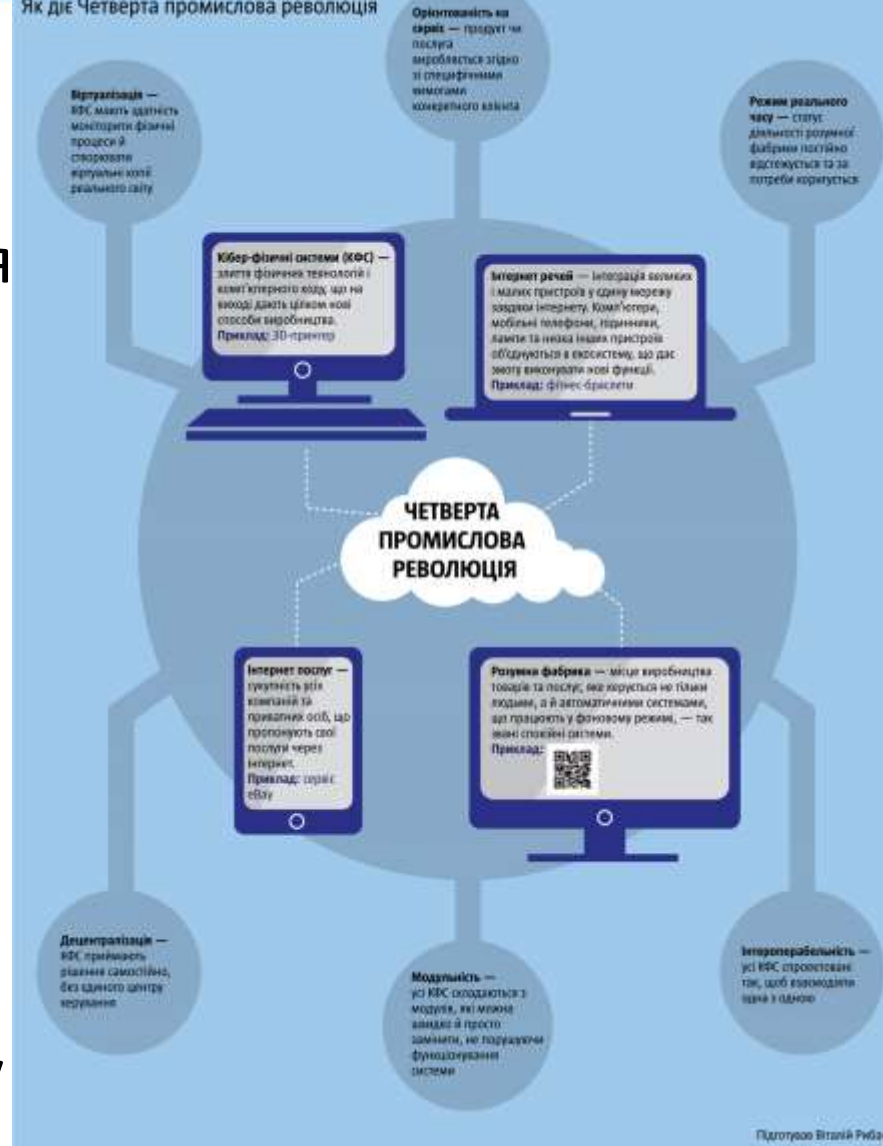 Як діє Четверта промислова революція
Орієнтованість на
сервіс — продукт чи
послуга
виробляється згідно
зі специфічними
вимогами
конкретного клієнта
Віртуалізація —
КФС мають здатність
моніторити фізичні
процеси й
створювати
віртуальні копії
реального світу
Режим реального
часу — статус
діяльності розумної
фабрики постійно
відстежується та за
потреби коригується
Я
Кібер-фізичні системи (КФС) —
злиття фізичних технологій і
комп'ютерного коду, що на
виході дають цілком нові
способи виробництва.
Приклад: 3D-принтер
Інтернет речей — інтеграція великих
і малих пристроїв у єдину мережу
завдяки інтернету. Комп'ютери,
мобільні телефони, годинники,
лампи та низка інших пристроїв
об'єднуються в екосистему, що дає
змогу виконувати нові функції.
Приклад: фітнес-браслети
ЧЕТВЕРТА
ПРОМИСЛОВА
РЕВОЛЮЦІЯ
Інтернет послуг —
сукупність усіх
компаній та
приватних осіб, що
пропонують свої
послуги через
інтернет.
Приклад: сервіс
eBay
Розумна фабрика — місце виробництва
товарів та послуг, яке керується не тільки
людьми, а й автоматичними системами,
що працюють у фоновому режимі, — так
звані спокійні системи.
Приклад:
Децентралізація —
КФС приймають
рішення самостійно,
без єдиного центру
керування
Модульність —
усі КФС складаються з
модулів, які можна
швидко й просто
замінити, не порушуючи
функціонування
системи
Інтероперабельність —
усі КФС спроектовані
так, щоб взаємодіяти
одна з одною
Підготував Віталій Риба